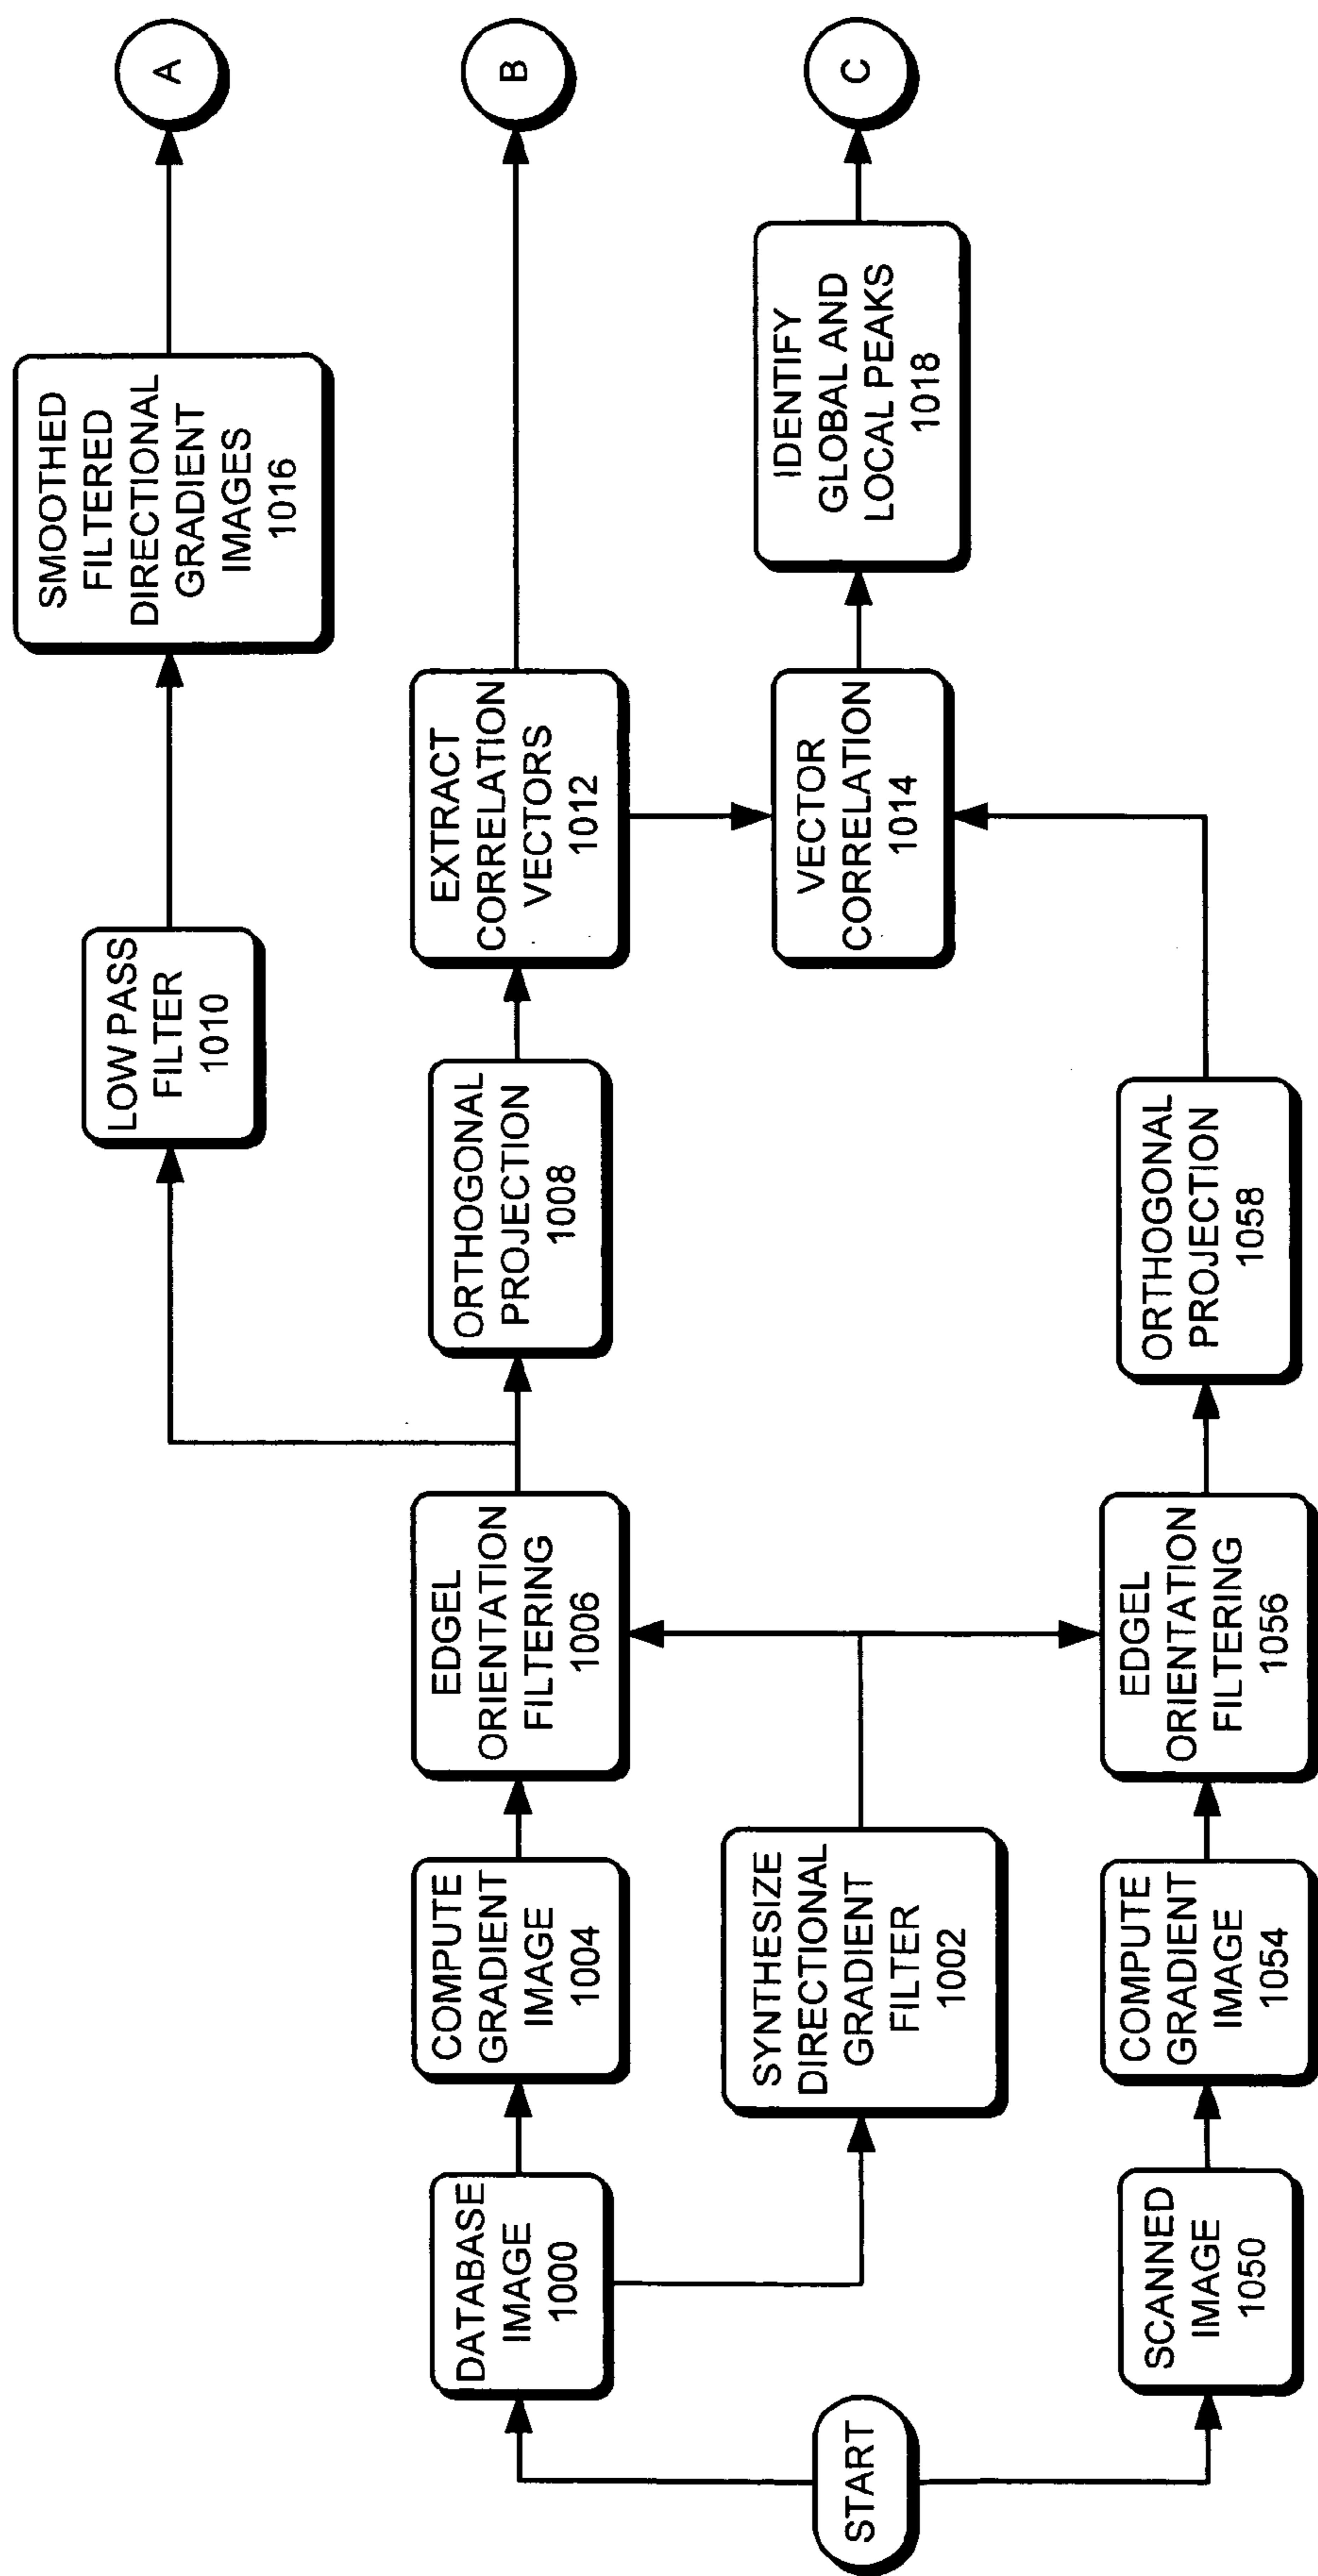 START
DATABASE
IMAGE
1000
COMPUTE
GRADIENT
IMAGE
1004
EDGEL
ORIENTATION
FILTERING
1006
ORTHOGONAL
PROJECTION
1008
LOW PASS
FILTER
1010
SMOOTHED
FILTERED
DIRECTIONAL
GRADIENT
IMAGES
1016
A
EXTRACT
CORRELATION
VECTORS
1012
B
SYNTHESIZE
DIRECTIONAL
GRADIENT
FILTER
1002
VECTOR
CORRELATION
1014
IDENTIFY
GLOBAL AND
LOCAL PEAKS
1018
C
SCANNED
IMAGE
1050
COMPUTE
GRADIENT
IMAGE
1054
EDGEL
ORIENTATION
FILTERING
1056
ORTHOGONAL
PROJECTION
1058